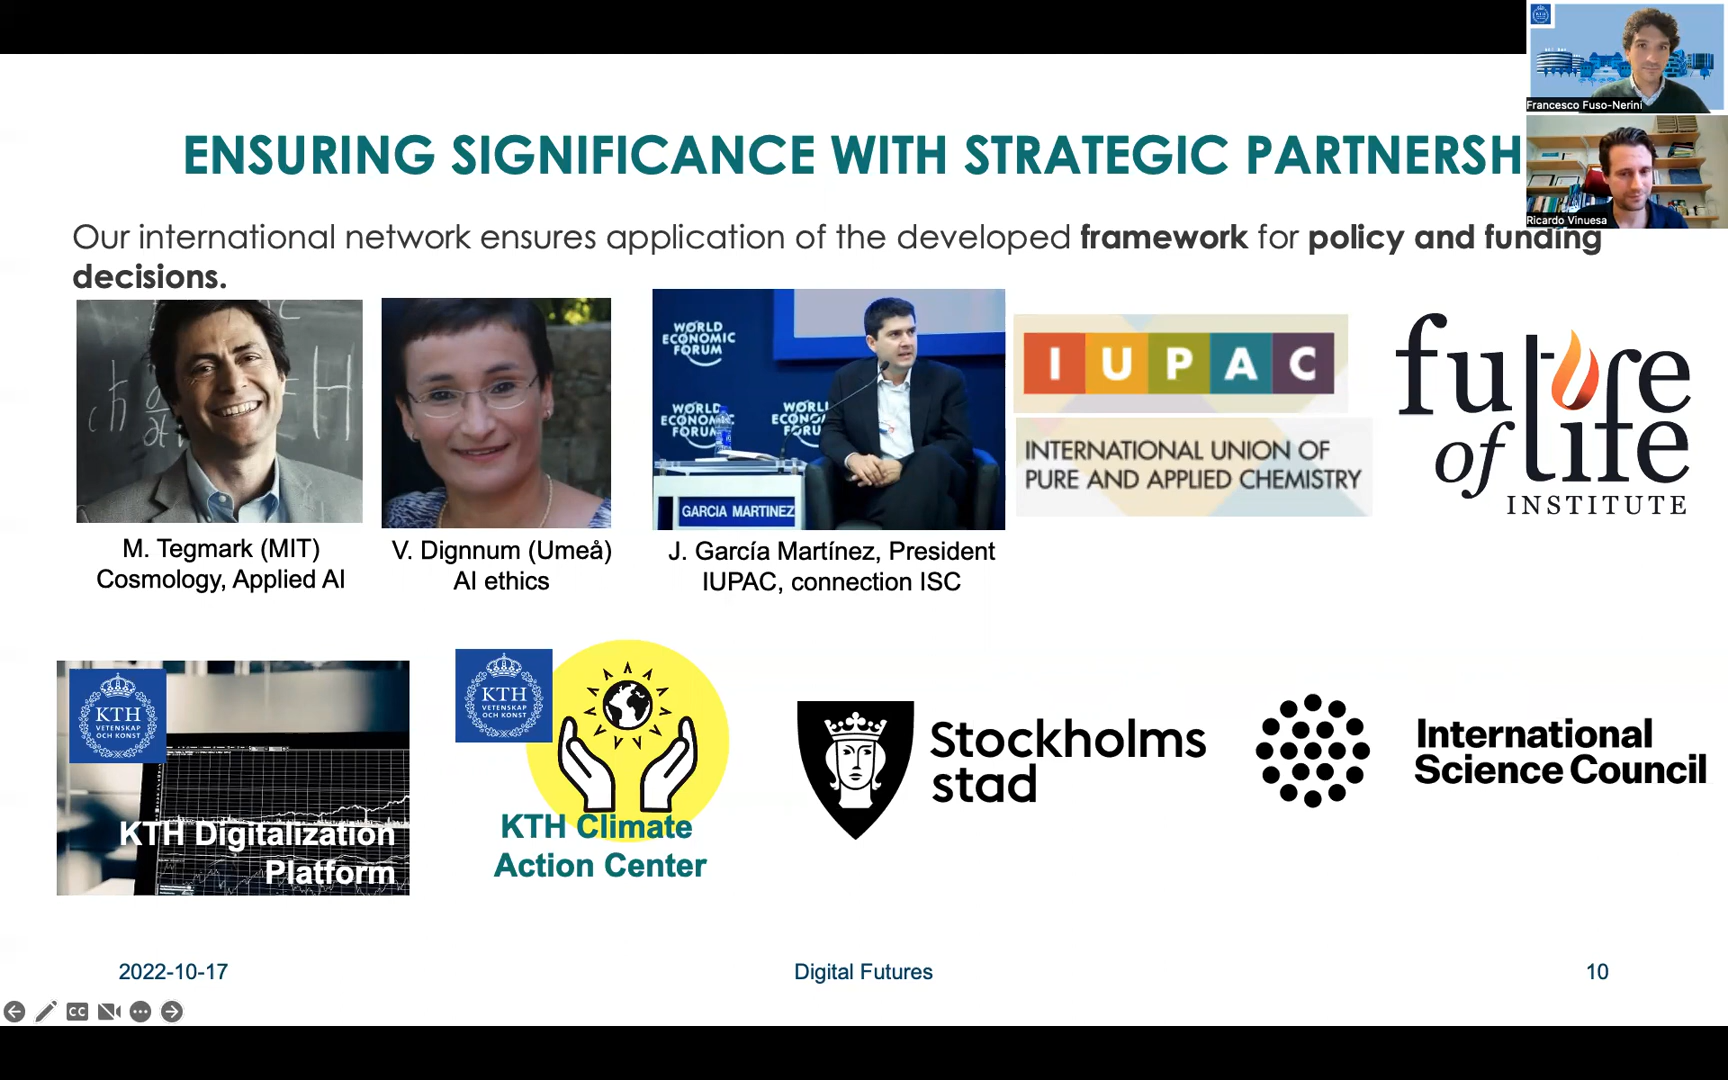 KTH
Francesco Fuso-Nerini
ENSURING SIGNIFICANCE WITH STRATEGIC PARTNERSH
Ricardo Vinuesa
Our international network ensures application of the developed framework for policy and funding
decisions.
WORLD
ECONOMIC
FORUM
WORLD
ECONOMIC
FORUM
GARCIA MARTINEZ
IUPAC
INTERNATIONAL UNION OF
PURE AND APPLIED CHEMISTRY
future
of life
INSTITUTE
M. Tegmark (MIT)
Cosmology, Applied AI
V. Dignnum (Umeå)
AI ethics
J. García Martínez, President
IUPAC, connection ISC
KTH
VETENSKAP
OCH KONST
KTH Digitalization
Platform
KTH
VETENSKAP
OCH KONST
KTH Climate
Action Center
Stockholms
stad
International
Science Council
2022-10-17
Digital Futures
10
CC